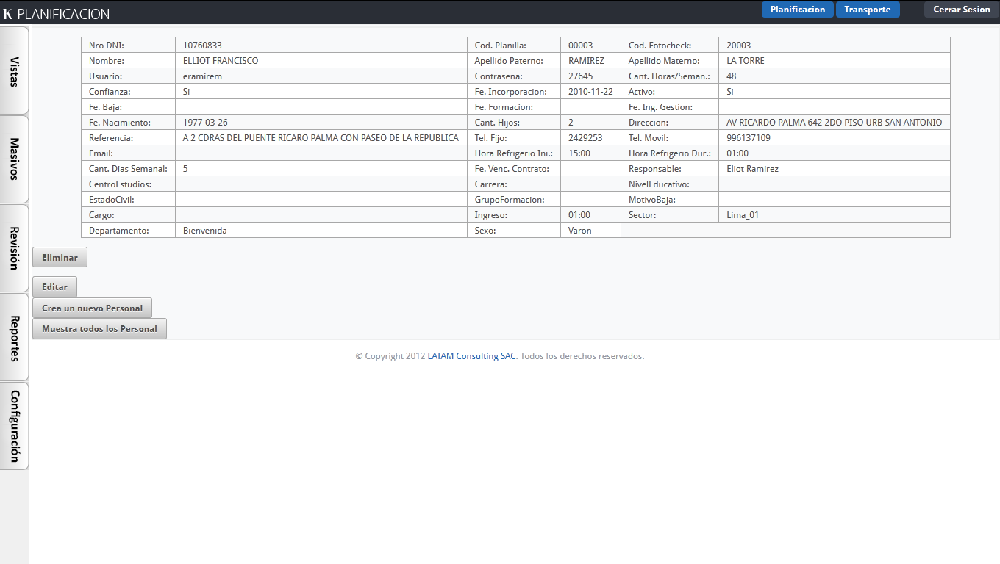 K-PLANIFICACION Planificacion Transporte Cerrar Sesion
Vistas
Masivos
Revisión
Reportes
Configuración
Nro DNI: 10760833 Cod. Planilla: 00003 Cod. Fotocheck: 20003
Nombre: ELLIOT FRANCISCO Apellido Paterno: RAMIREZ Apellido Materno: LA TORRE
Usuario: eramirem Contrasena: 27645 Cant. Horas/Seman.: 48
Confianza: Si Fe. Incorporacion: 2010-11-22 Activo: Si
Fe. Baja: Fe. Formacion: Fe. Ing. Gestion:
Fe. Nacimiento: 1977-03-26 Cant. Hijos: 2 Direccion: AV RICARDO PALMA 642 2DO PISO URB SAN ANTONIO
Referencia: A 2 CDRAS DEL PUENTE RICARO PALMA CON PASEO DE LA REPUBLICA Tel. Fijo: 2429253 Tel. Movil: 996137109
Email: Hora Refrigerio Ini.: 15:00 Hora Refrigerio Dur.: 01:00
Cant. Dias Semanal: 5 Fe. Venc. Contrato: Responsable: Eliot Ramirez
CentroEstudios: Carrera: NivelEducativo:
EstadoCivil: GrupoFormacion: MotivoBaja:
Cargo: Ingreso: 01:00 Sector: Lima_01
Departamento: Bienvenida Sexo: Varon
Eliminar
Editar
Crea un nuevo Personal
Muestra todos los Personal
© Copyright 2012 LATAM Consulting SAC. Todos los derechos reservados.